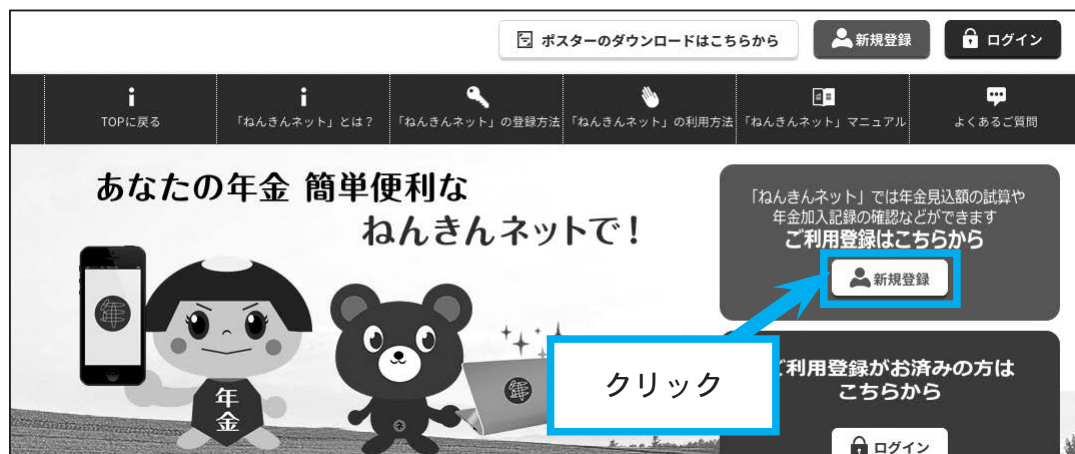 ポスターのダウンロードはこちらから
新規登録
ログイン
TOPに戻る
「ねんきんネット」とは？
「ねんきんネット」の登録方法
「ねんきんネット」の利用方法
「ねんきんネット」マニュアル
よくあるご質問
あなたの年金 簡単便利な
ねんきんネットで！
「ねんきんネット」では年金見込額の試算や
年金加入記録の確認などができます
ご利用登録はこちらから
新規登録
クリック
利用登録がお済みの方は
こちらから
ログイン
年
年金
年